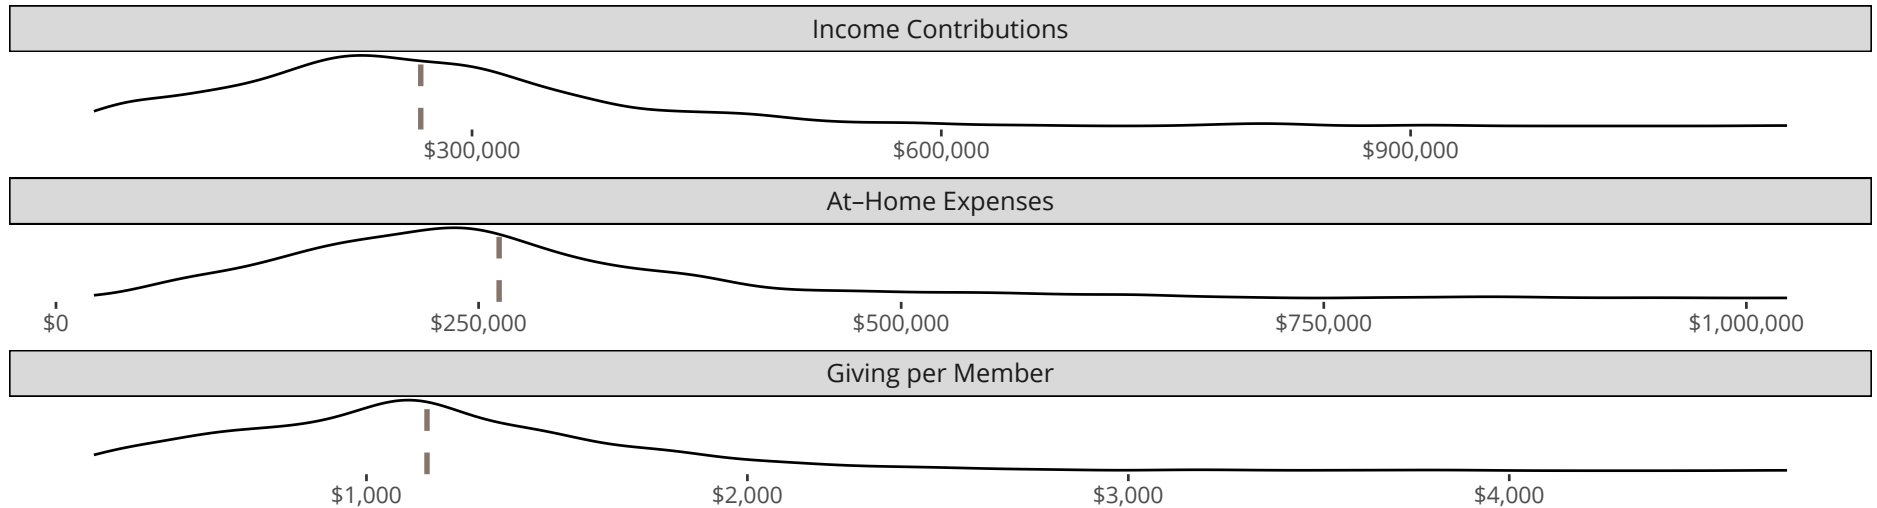 Income Contributions
$300,000 $600,000 $900,000
At–Home Expenses
$0 $250,000 $500,000 $750,000 $1,000,000
Giving per Member
$1,000 $2,000 $3,000 $4,000